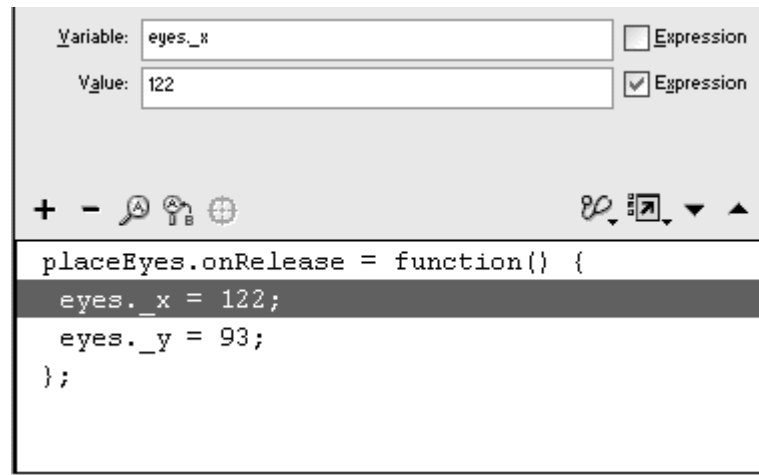 Variable: eyes._x Expression
Value: 122 Expression
placeEyes.onRelease = function() {
eyes._x = 122;
eyes._y = 93;
};